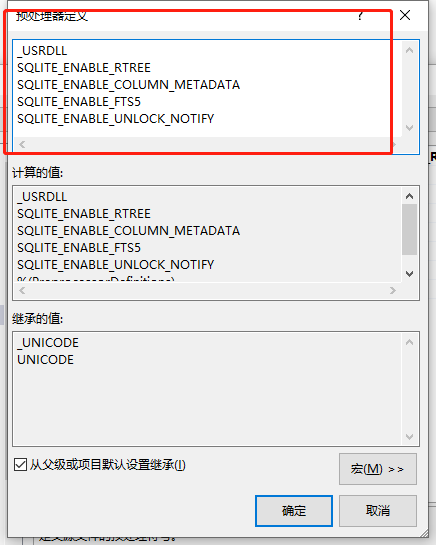 预处理器定义
_USRDLL
SQLITE_ENABLE_RTREE
SQLITE_ENABLE_COLUMN_METADATA
SQLITE_ENABLE_FTS5
SQLITE_ENABLE_UNLOCK_NOTIFY
计算的值:
_USRDLL
SQLITE_ENABLE_RTREE
SQLITE_ENABLE_COLUMN_METADATA
SQLITE_ENABLE_FTS5
SQLITE_ENABLE_UNLOCK_NOTIFY
%(PreprocessorDefinitions)
继承的值:
_UNICODE
UNICODE
从父级或项目默认设置继承(I)
宏(M) >>
确定
取消